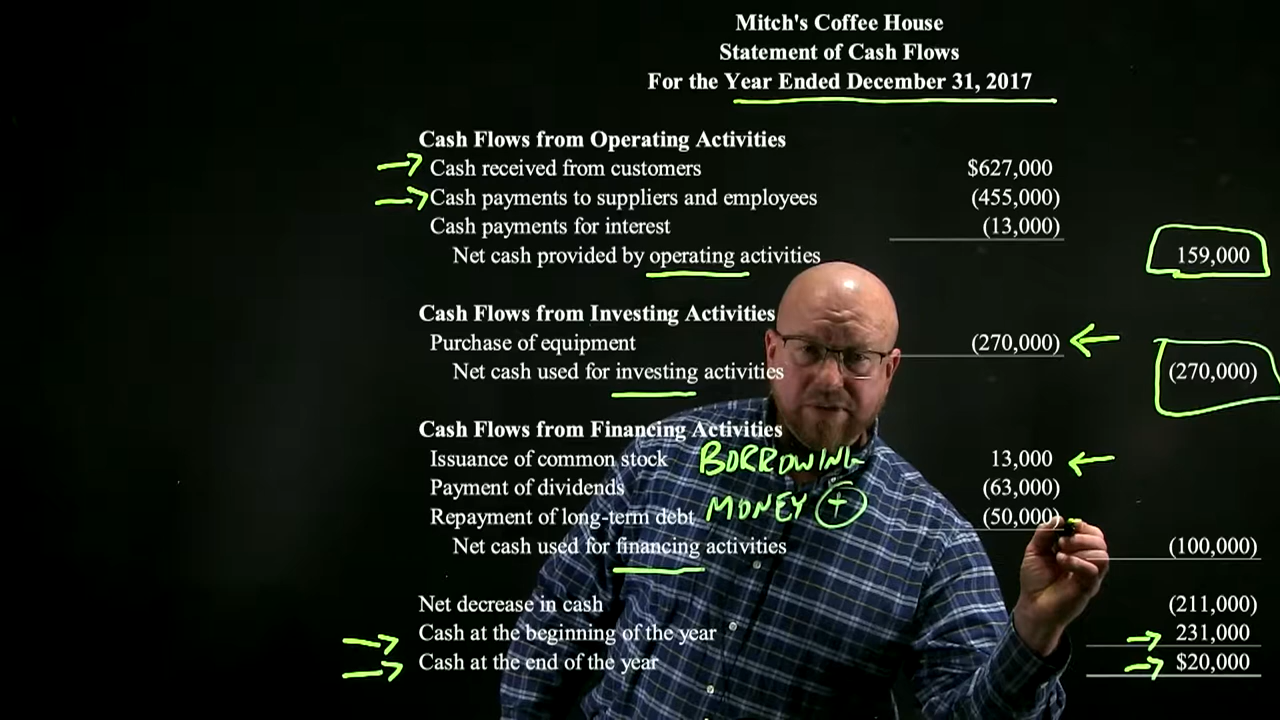 Mitch's Coffee House
Statement of Cash Flows
For the Year Ended December 31, 2017
Cash Flows from Operating Activities
Cash received from customers $627,000
Cash payments to suppliers and employees (455,000)
Cash payments for interest (13,000)
Net cash provided by operating activities 159,000
Cash Flows from Investing Activities
Purchase of equipment (270,000)
Net cash used for investing activities (270,000)
Cash Flows from Financing Activities
Issuance of common stock BORROWING 13,000
Payment of dividends MONEY + (63,000)
Repayment of long-term debt (50,000)
Net cash used for financing activities (100,000)
Net decrease in cash (211,000)
Cash at the beginning of the year 231,000
Cash at the end of the year $20,000